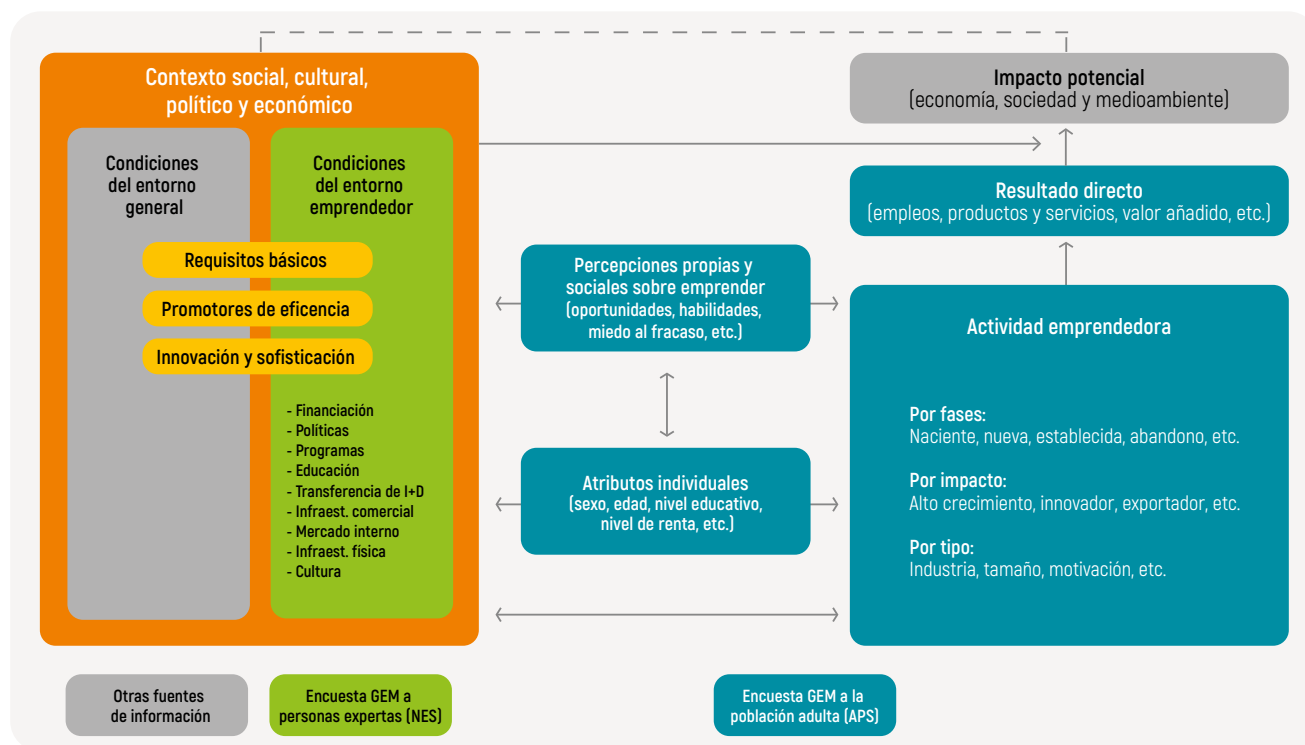 Contexto social, cultural,
político y económico
Condiciones
del entorno
general
Condiciones
del entorno
emprendedor
Requisitos básicos
Promotores de eficencia
Innovación y sofisticación
- Financiación
- Políticas
- Programas
- Educación
- Transferencia de I+D
- Infraest. comercial
- Mercado interno
- Infraest. física
- Cultura
Percepciones propias y
sociales sobre emprender
(oportunidades, habilidades,
miedo al fracaso, etc.)
Atributos individuales
(sexo, edad, nivel educativo,
nivel de renta, etc.)
Impacto potencial
(economía, sociedad y medioambiente)
Resultado directo
(empleos, productos y servicios, valor añadido, etc.)
Actividad emprendedora
Por fases:
Naciente, nueva, establecida, abandono, etc.
Por impacto:
Alto crecimiento, innovador, exportador, etc.
Por tipo:
Industria, tamaño, motivación, etc.
Otras fuentes
de información
Encuesta GEM a
personas expertas (NES)
Encuesta GEM a la
población adulta (APS)